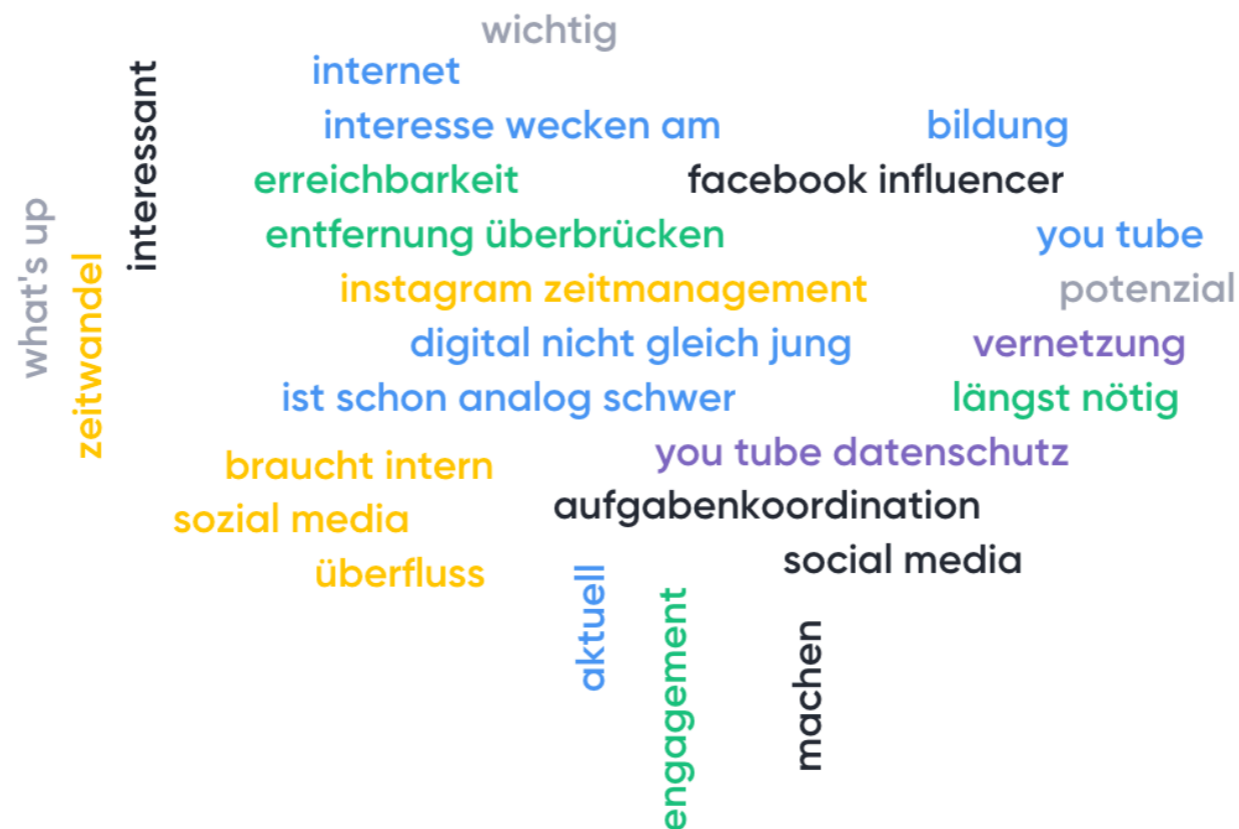 wichtig
internet
interessant
interesse wecken am
bildung
erreichbarkeit
facebook influencer
what's up
entfernung überbrücken
you tube
zeitwandel
instagram zeitmanagement
potenzial
digital nicht gleich jung
vernetzung
ist schon analog schwer
längst nötig
braucht intern
you tube datenschutz
sozial media
aufgabenkoordination
überfluss
social media
aktuell
engagement
machen